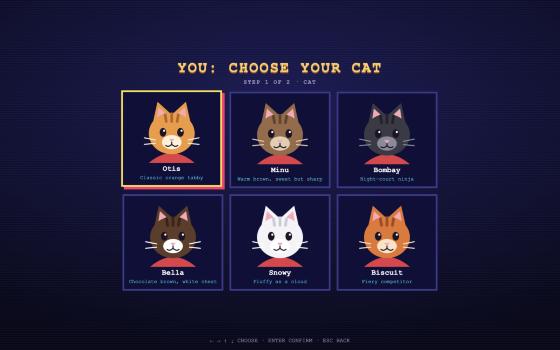 YOU: CHOOSE YOUR CAT
STEP 1 OF 2 · CAT
Otis
Classic orange tabby
Minu
Warm brown, sweet but sharp
Bombay
Night-court ninja
Bella
Chocolate brown, white chest
Snowy
Fluffy as a cloud
Biscuit
Fiery competitor
← → ↑ ↓ CHOOSE · ENTER CONFIRM · ESC BACK